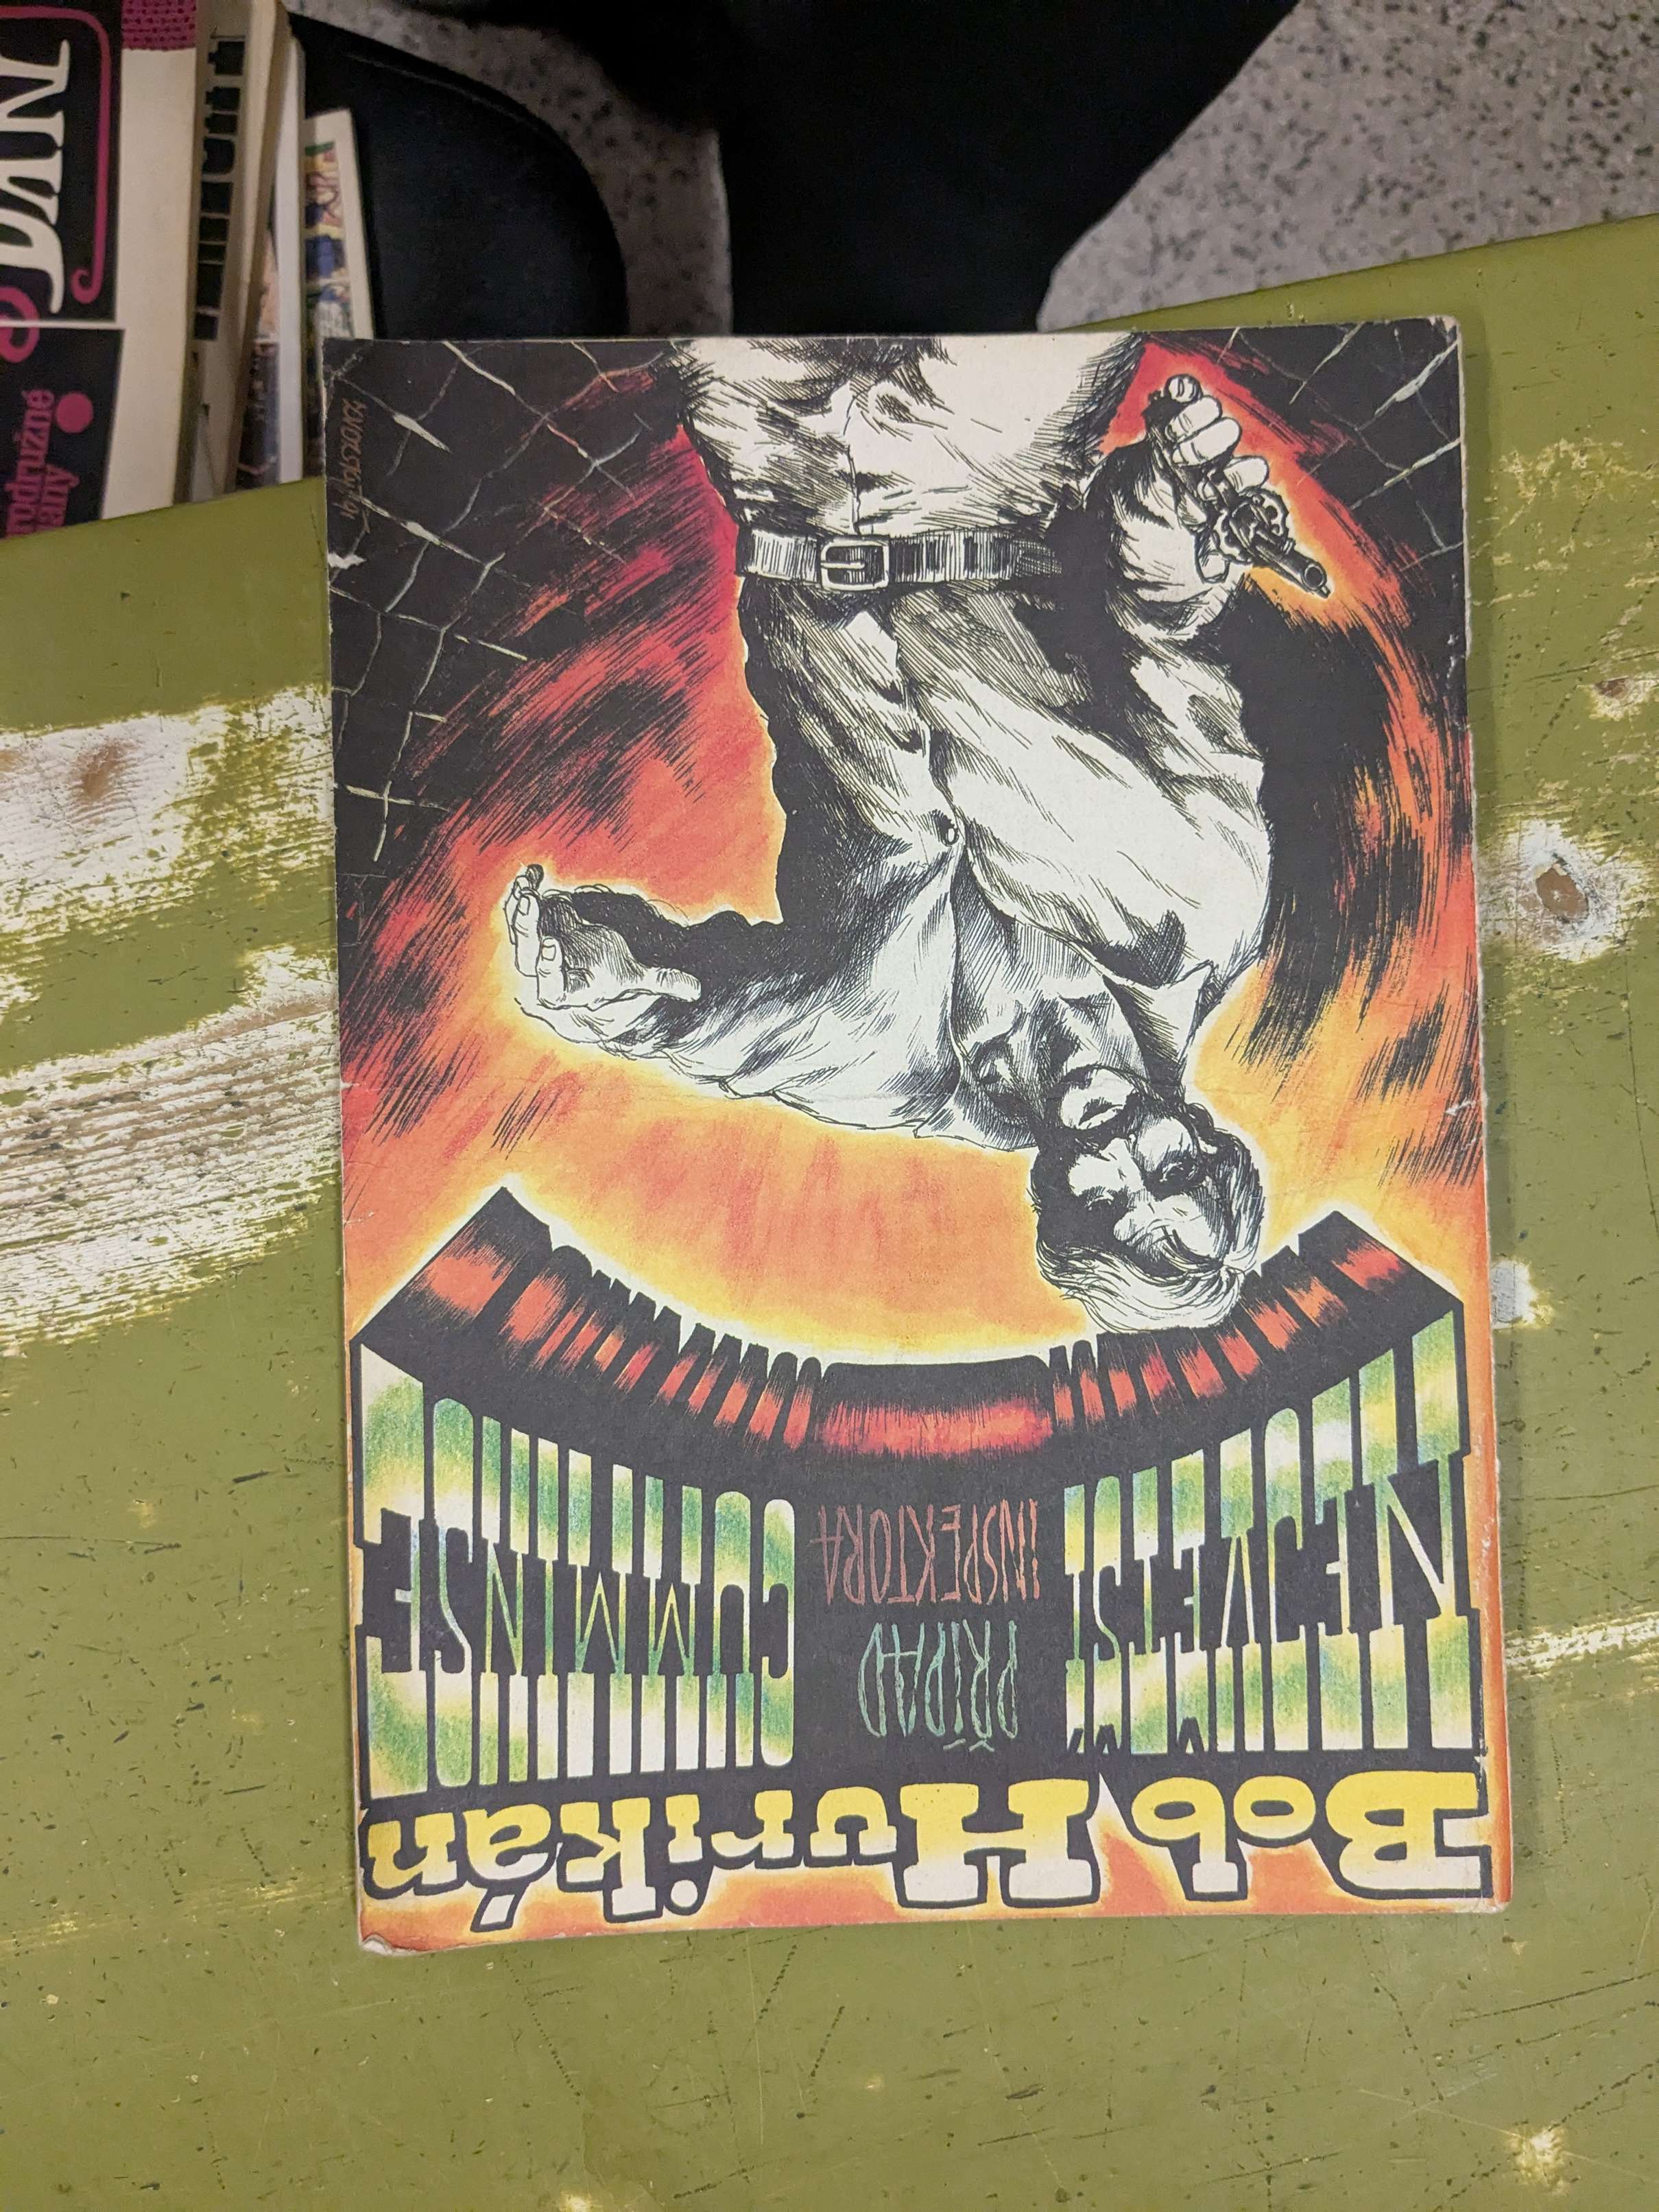 Bob Hurikán
NEJVĚTŠÍ
PŘÍPAD
INSPEKTORA
CUMMINSE